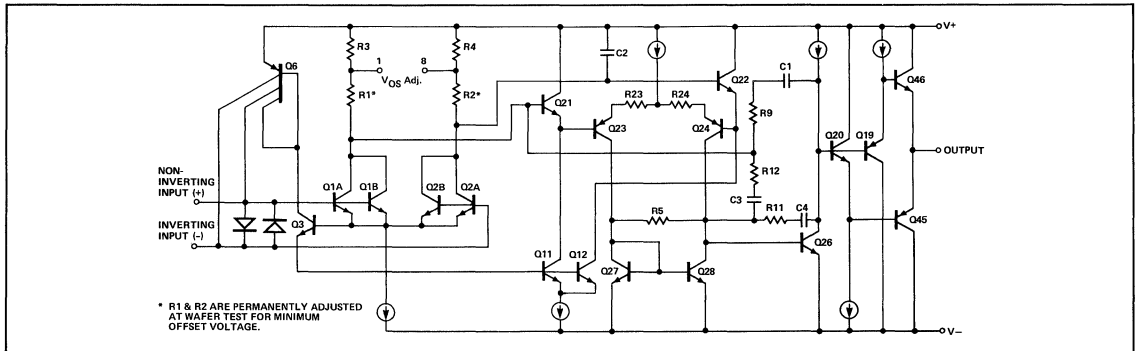 V+
R3
R4
Q6
1
8
VOS Adj.
C2
Q22
C1
Q46
R1*
R2*
Q21
R23
R24
R9
Q23
Q24
Q20
Q19
OUTPUT
R12
NON-
INVERTING
INPUT (+)
Q1A
Q1B
Q2B
Q2A
C3
R5
R11
C4
Q45
INVERTING
INPUT (-)
Q3
Q26
Q11
Q12
Q27
Q28
* R1 & R2 ARE PERMANENTLY ADJUSTED
AT WAFER TEST FOR MINIMUM
OFFSET VOLTAGE.
V-